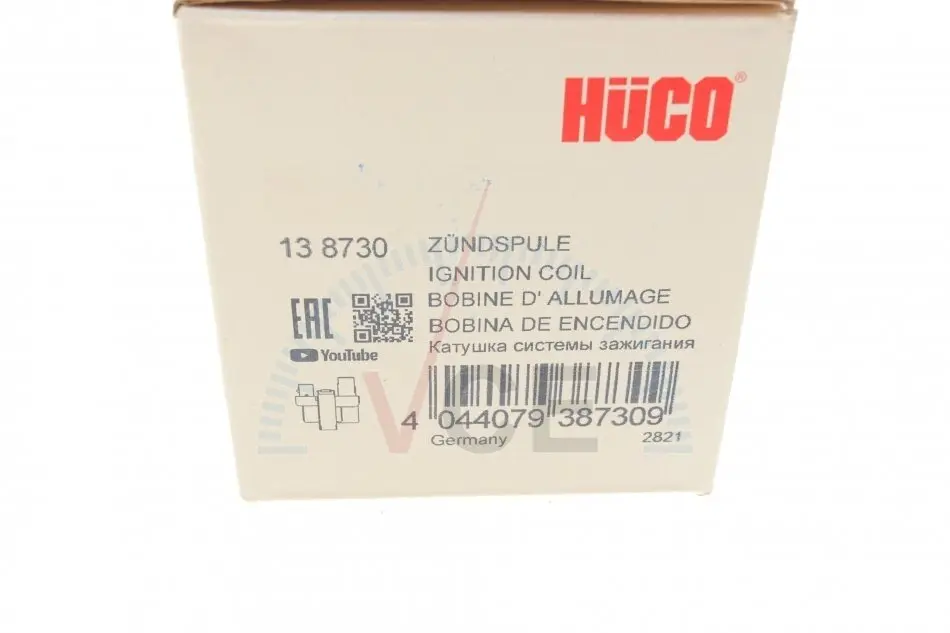 HÜCO®
13 8730
ZÜNDSPULE
IGNITION COIL
BOBINE D' ALLUMAGE
BOBINA DE ENCENDIDO
Катушка системы зажигания
EAC
YouTube
4 044079 387309
Germany
2821
VCE